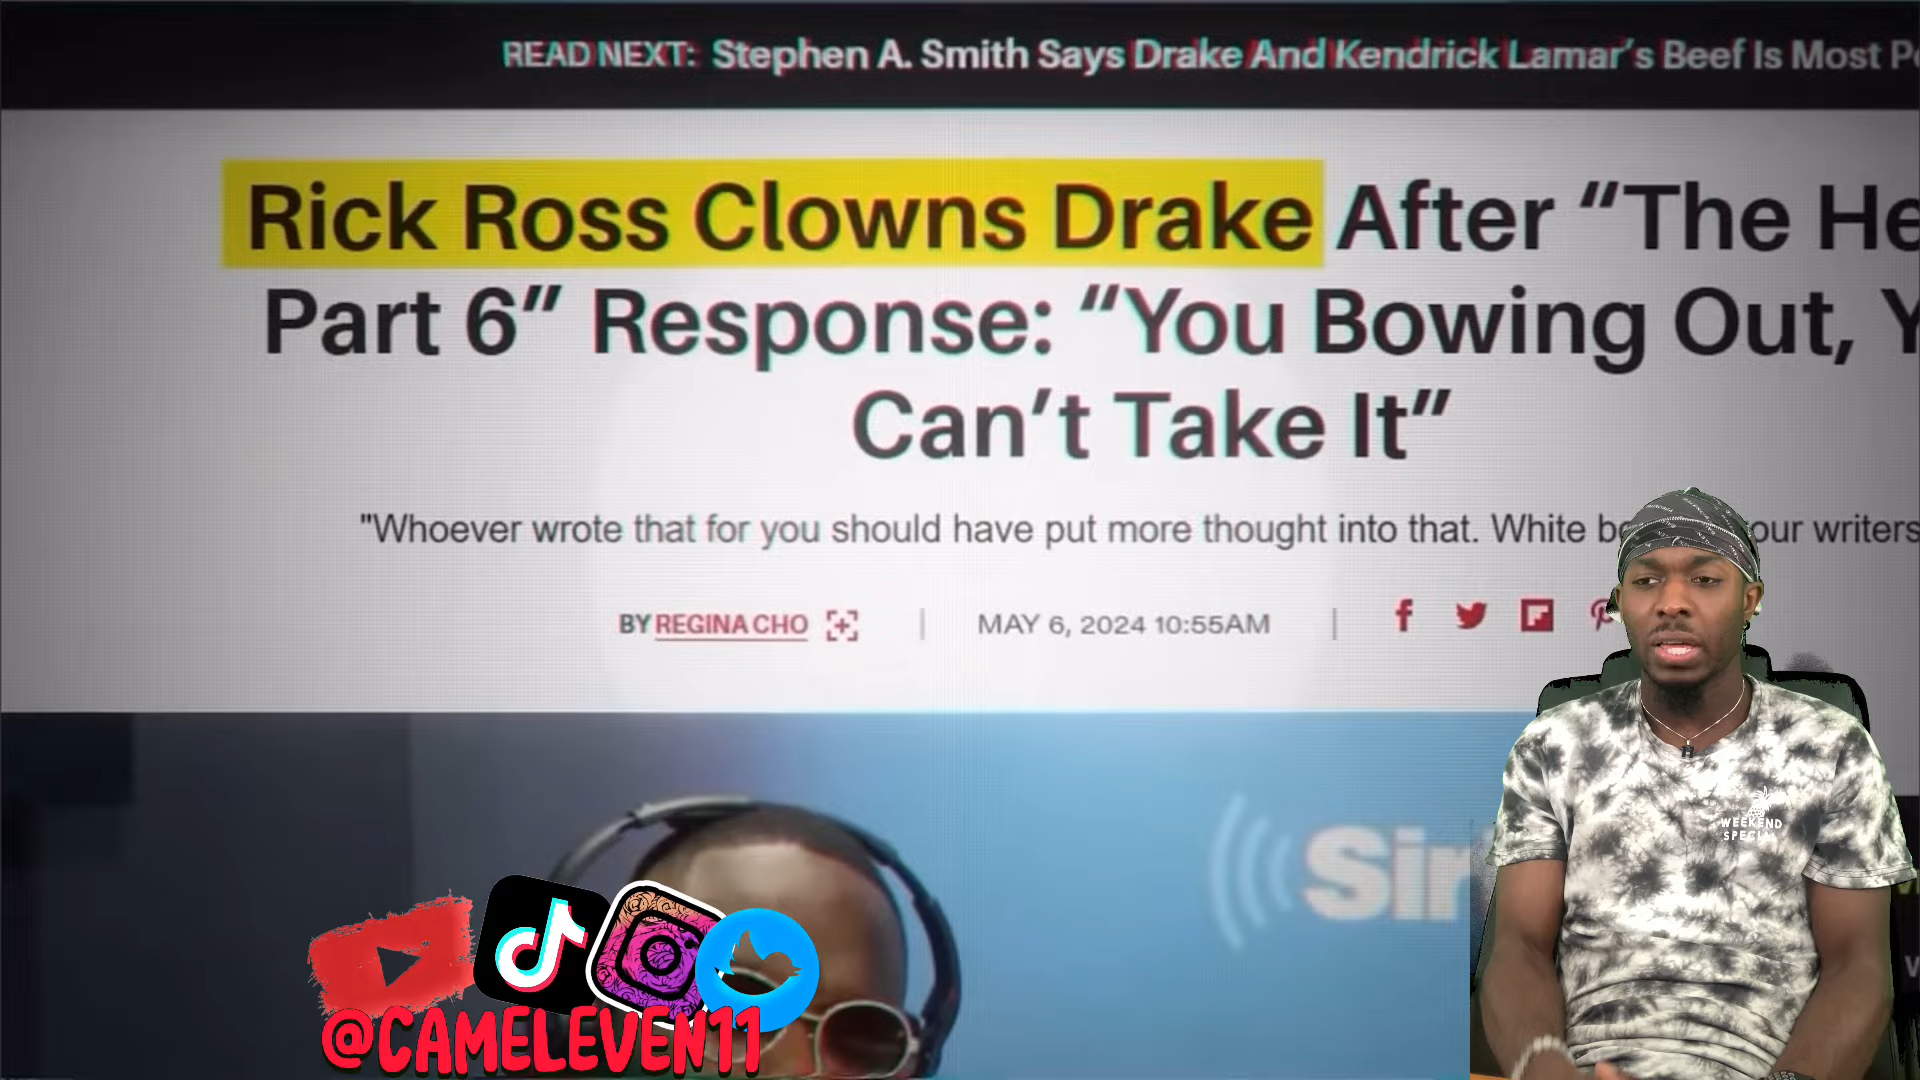 READ NEXT: Stephen A. Smith Says Drake And Kendrick Lamar's Beef Is Most
Rick Ross Clowns Drake After “The
Part 6” Response: “You Bowing Out,
Can’t Take It”
"Whoever wrote that for you should have put more thought into that. White our writers
BY REGINA CHO | MAY 6, 2024 10:55AM |
WEEKEND
SPECIAL
@CAMELEVEN11